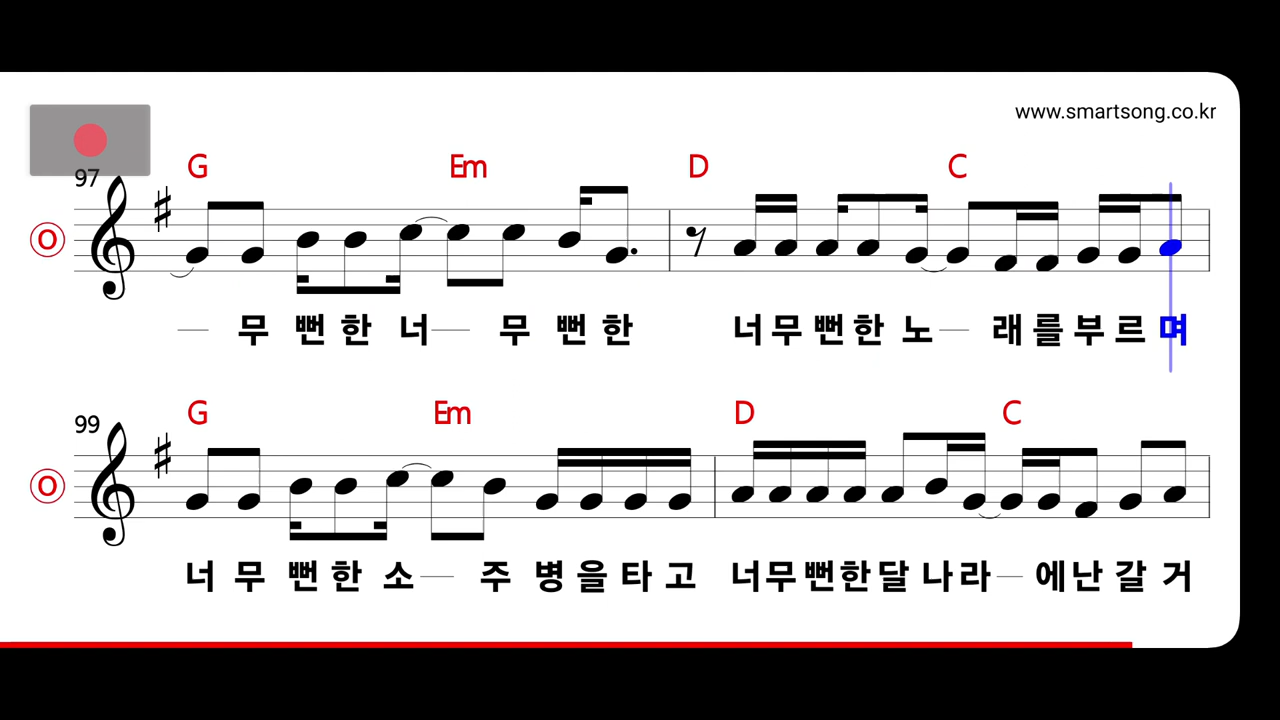 www.smartsong.co.kr
G Em D C
97
O
무 뻔 한 너 무 뻔 한 너무 뻔한 노 래를 부르며
G Em D C
99
O
너 무 뻔 한 소 주 병 을 타 고 너무뻔한달 나라 에난 갈 거